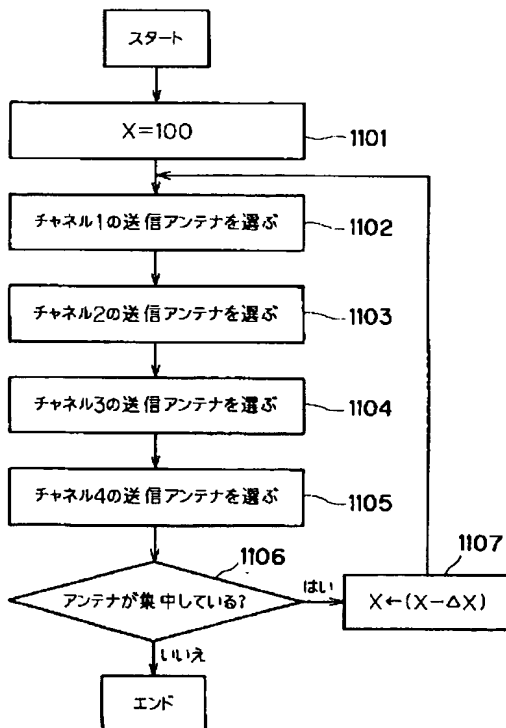 スタート
X=100
1101
チャネル1の送信アンテナを選ぶ
1102
チャネル2の送信アンテナを選ぶ
1103
チャネル3の送信アンテナを選ぶ
1104
チャネル4の送信アンテナを選ぶ
1105
1106
アンテナが集中している?
はい
1107
X←(X-ΔX)
いいえ
エンド